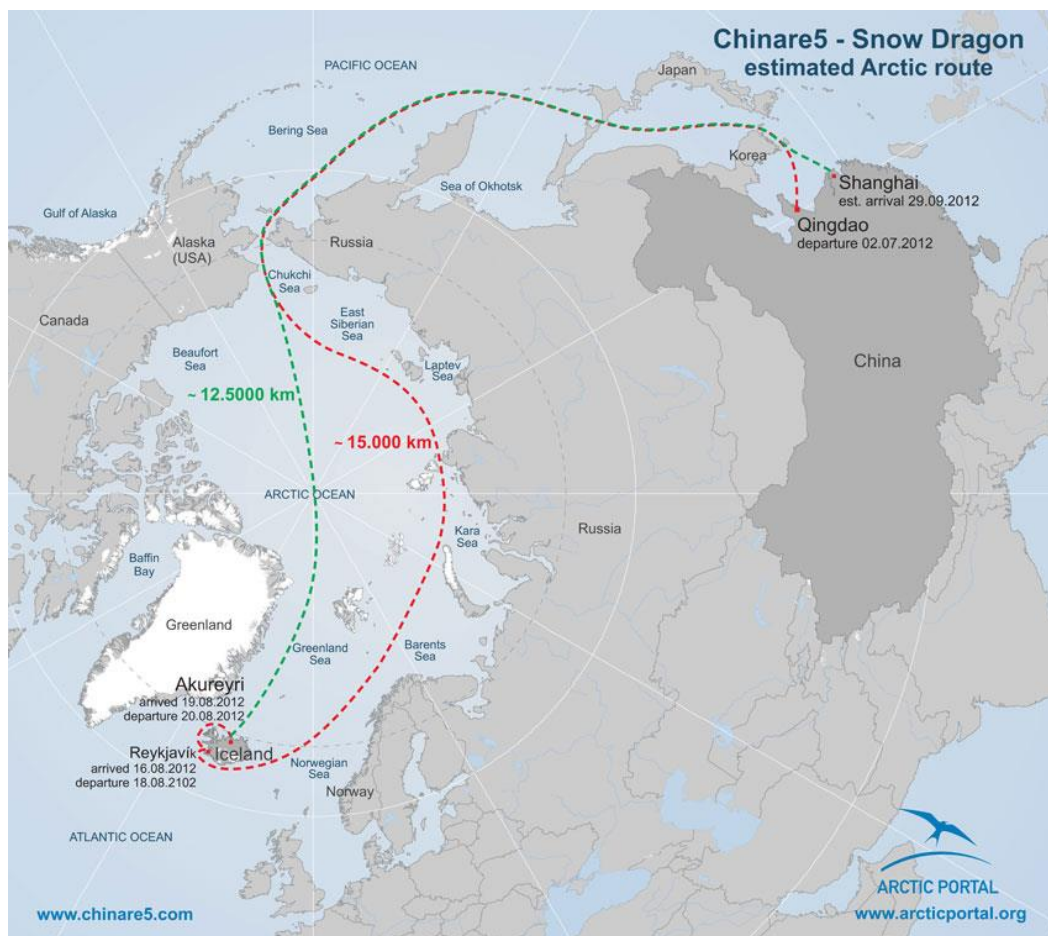 Chinare5 - Snow Dragon
estimated Arctic route
PACIFIC OCEAN
Japan
Bering Sea
Korea
Shanghai
est. arrival 29.09.2012
Sea of Okhotsk
Qingdao
departure 02.07.2012
Gulf of Alaska
Alaska
(USA)
Russia
Chukchi
Sea
East
Siberian
Sea
Canada
Beaufort
Sea
Laptev
Sea
China
~ 12.5000 km
~ 15.000 km
ARCTIC OCEAN
Kara
Sea
Russia
Baffin
Bay
Greenland
Greenland
Sea
Barents
Sea
Akureyri
arrived 19.08.2012
departure 20.08.2012
Reykjavík
Iceland
arrived 16.08.2012
departure 18.08.2102
Norwegian
Sea
Norway
ATLANTIC OCEAN
ARCTIC PORTAL
www.chinare5.com
www.arcticportal.org